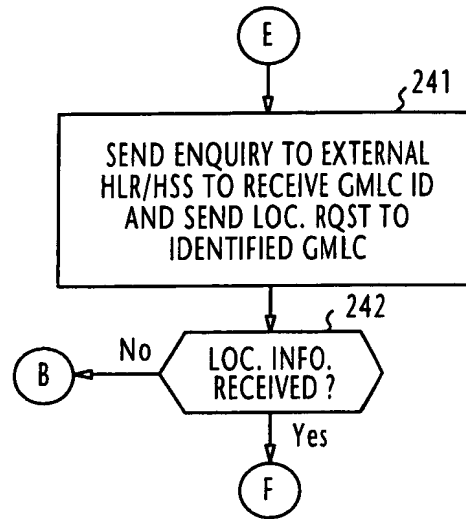 E
241
SEND ENQUIRY TO EXTERNAL
HLR/HSS TO RECEIVE GMLC ID
AND SEND LOC. RQST TO
IDENTIFIED GMLC
242
No
B
LOC. INFO.
RECEIVED ?
Yes
F